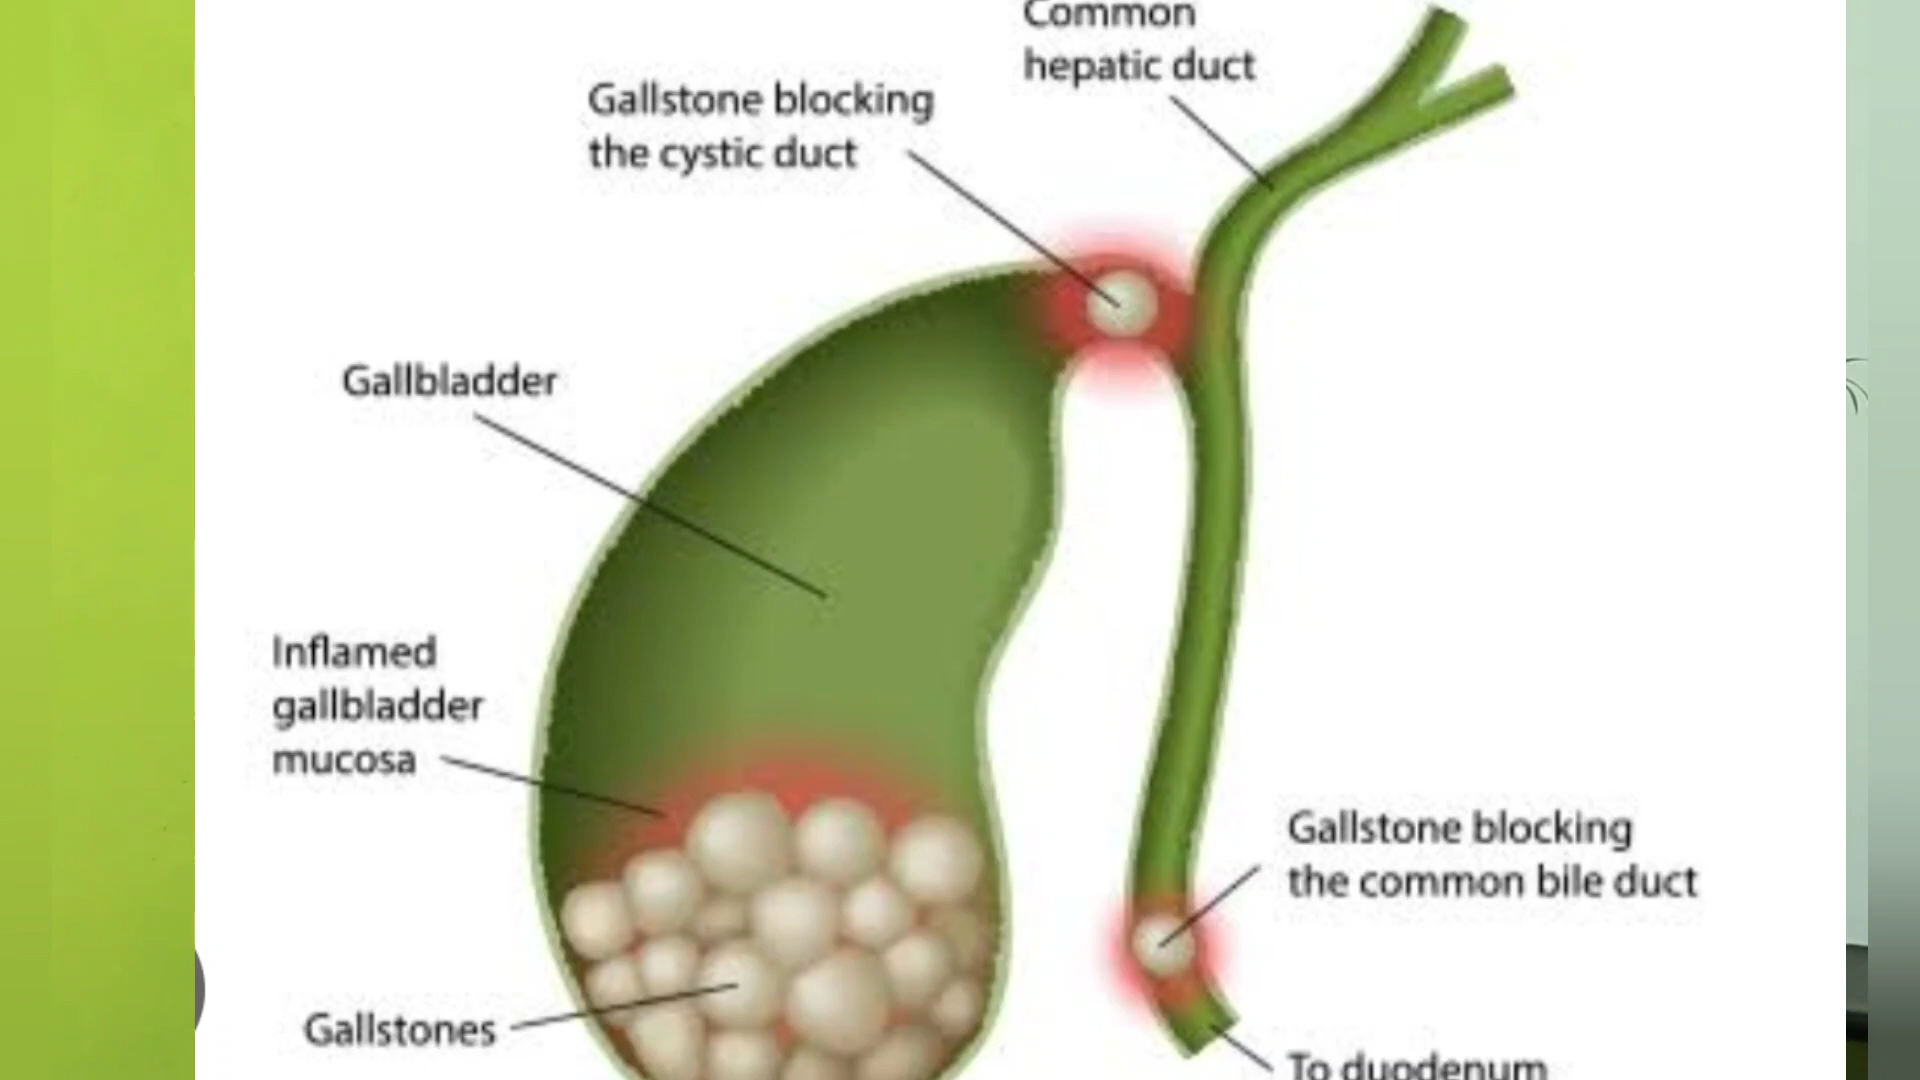 Common
hepatic duct
Gallstone blocking
the cystic duct
Gallbladder
Inflamed
gallbladder
mucosa
Gallstone blocking
the common bile duct
Gallstones
To duodenum